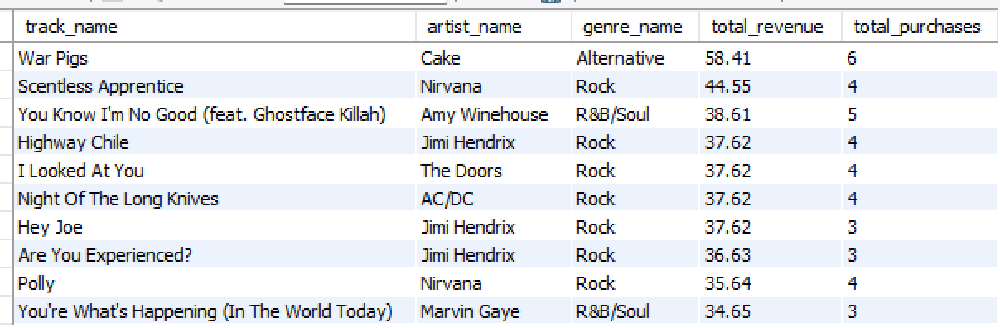 track_name artist_name genre_name total_revenue total_purchases
War Pigs Cake Alternative 58.41 6
Scentless Apprentice Nirvana Rock 44.55 4
You Know I'm No Good (feat. Ghostface Killah) Amy Winehouse R&B/Soul 38.61 5
Highway Chile Jimi Hendrix Rock 37.62 4
I Looked At You The Doors Rock 37.62 4
Night Of The Long Knives AC/DC Rock 37.62 4
Hey Joe Jimi Hendrix Rock 37.62 3
Are You Experienced? Jimi Hendrix Rock 36.63 3
Polly Nirvana Rock 35.64 4
You're What's Happening (In The World Today) Marvin Gaye R&B/Soul 34.65 3